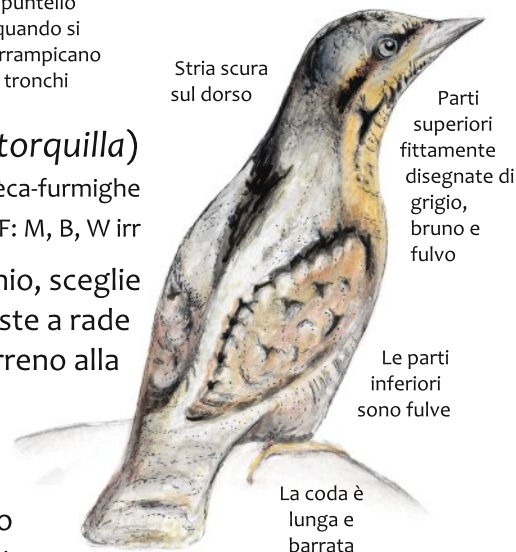 puntello
quando si
rrampicano
tronchi
Stria scura
sul dorso
Parti
superiori
fittamente
disegnate di
grigio,
bruno e
fulvo
torquilla)
eca-furmighe
F: M, B, W irr
nio, sceglie
ste a rade
rreno alla
Le parti
inferiori
sono fulve
La coda è
lunga e
barrata
o